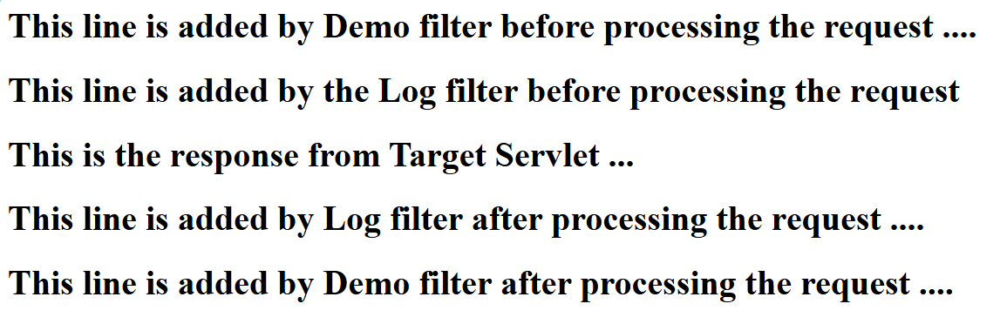 This line is added by Demo filter before processing the request ....
This line is added by the Log filter before processing the request
This is the response from Target Servlet ...
This line is added by Log filter after processing the request ....
This line is added by Demo filter after processing the request ....